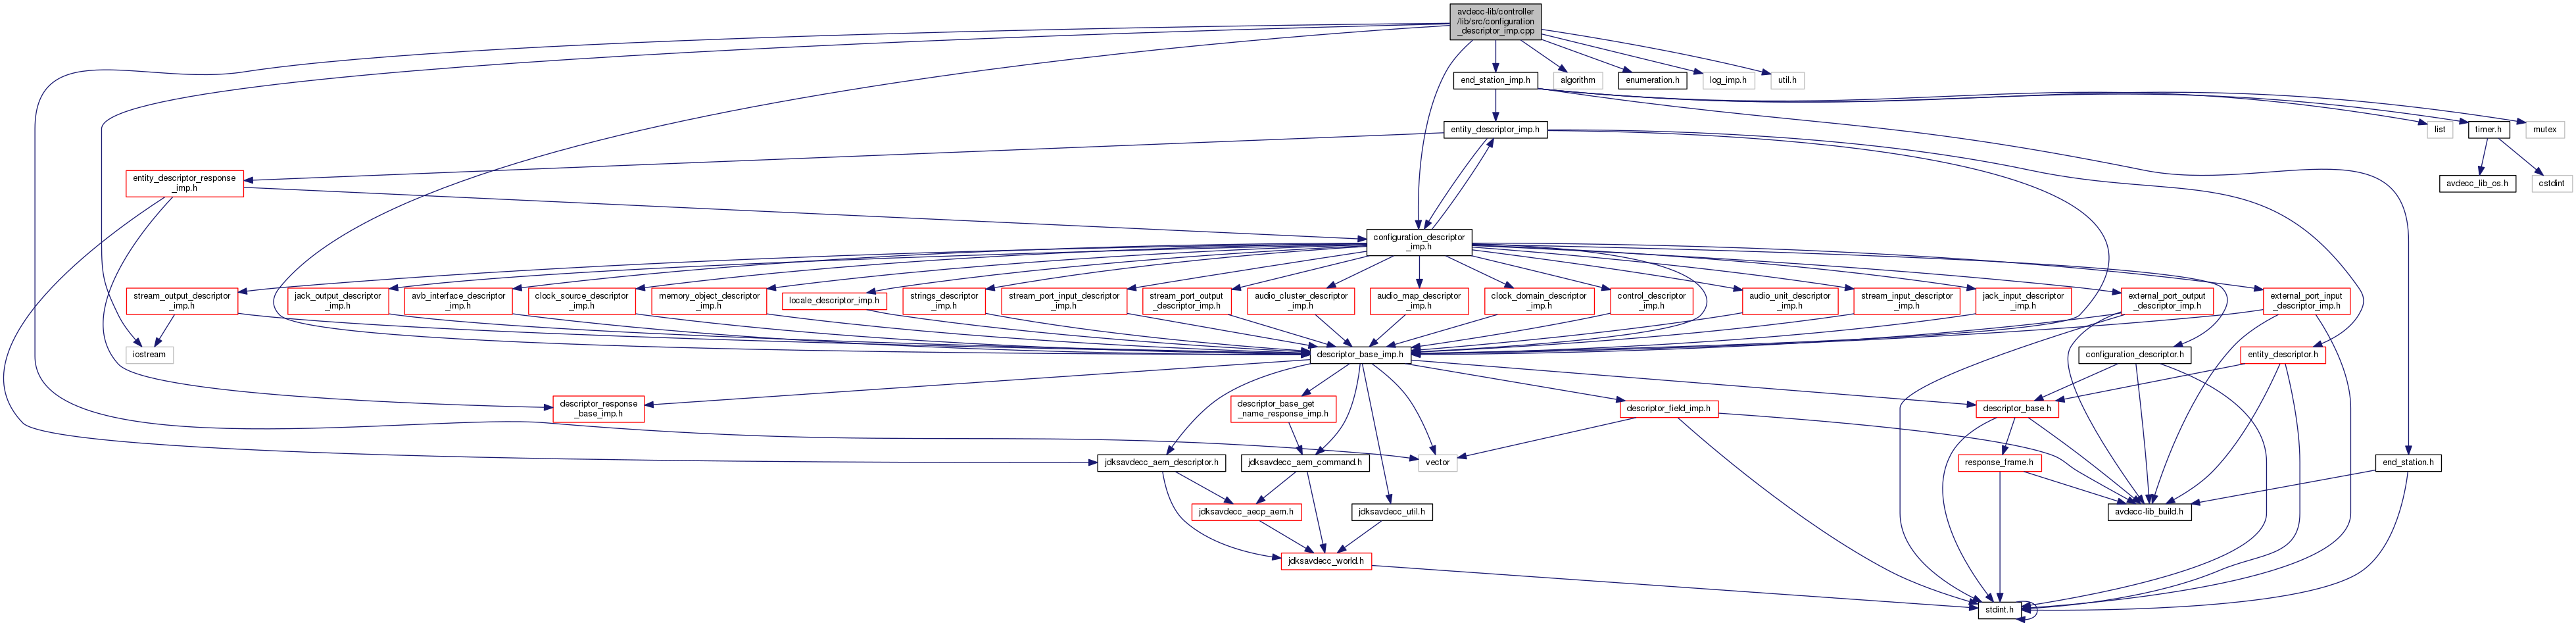 avdecc-lib/controller
/lib/src/configuration
_descriptor_imp.cpp
end_station_imp.h
algorithm
enumeration.h
log_imp.h
util.h
entity_descriptor_imp.h
list
timer.h
mutex
entity_descriptor_response
_imp.h
avdecc_lib_os.h
cstdint
configuration_descriptor
_imp.h
stream_output_descriptor
_imp.h
jack_output_descriptor
_imp.h
avb_interface_descriptor
_imp.h
clock_source_descriptor
_imp.h
memory_object_descriptor
_imp.h
locale_descriptor_imp.h
strings_descriptor
_imp.h
stream_port_input_descriptor
_imp.h
stream_port_output
_descriptor_imp.h
audio_cluster_descriptor
_imp.h
audio_map_descriptor
_imp.h
clock_domain_descriptor
_imp.h
control_descriptor
_imp.h
audio_unit_descriptor
_imp.h
stream_input_descriptor
_imp.h
jack_input_descriptor
_imp.h
external_port_output
_descriptor_imp.h
external_port_input
_descriptor_imp.h
iostream
descriptor_base_imp.h
configuration_descriptor.h
entity_descriptor.h
descriptor_response
_base_imp.h
descriptor_base_get
_name_response_imp.h
descriptor_field_imp.h
descriptor_base.h
jdksavdecc_aem_descriptor.h
jdksavdecc_aem_command.h
vector
response_frame.h
end_station.h
jdksavdecc_aecp_aem.h
jdksavdecc_util.h
avdecc-lib_build.h
jdksavdecc_world.h
stdint.h